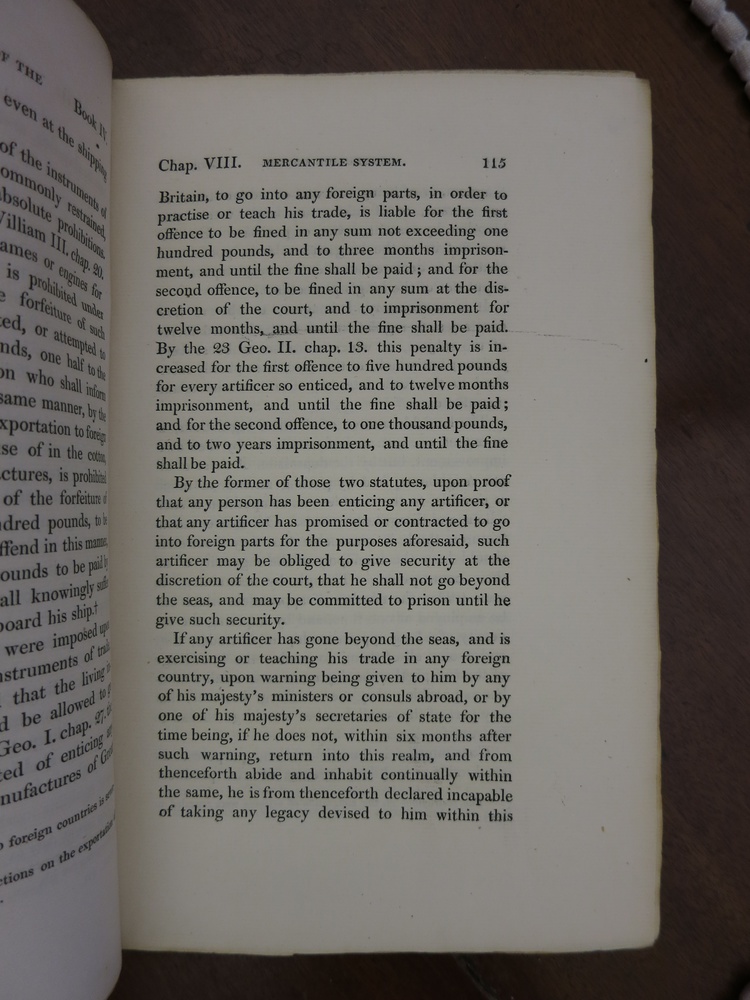 OF THE Book IV.
even at the shipping
of the instruments of
commonly restrained,
absolute prohibitions.
William III. chap. 20.
frames or engines for
is prohibited under
forfeiture of such
or attempted to
one half to the
who shall inform
same manner, by the
exportation to foreign
use of in the cotton,
is prohibited
of the forfeiture of
hundred pounds, to be
offend in this manner,
pounds to be paid by
all knowingly suffer
board his ship.†
were imposed upon
instruments of trade,
that the living
be allowed to go
Geo. I. chap. 27.
of enticing any
manufactures of Great
foreign countries is
on the exportation
Chap. VIII. MERCANTILE SYSTEM. 115
Britain, to go into any foreign parts, in order to
practise or teach his trade, is liable for the first
offence to be fined in any sum not exceeding one
hundred pounds, and to three months imprison-
ment, and until the fine shall be paid; and for the
second offence, to be fined in any sum at the dis-
cretion of the court, and to imprisonment for
twelve months, and until the fine shall be paid.
By the 23 Geo. II. chap. 13. this penalty is in-
creased for the first offence to five hundred pounds
for every artificer so enticed, and to twelve months
imprisonment, and until the fine shall be paid;
and for the second offence, to one thousand pounds,
and to two years imprisonment, and until the fine
shall be paid.
By the former of those two statutes, upon proof
that any person has been enticing any artificer, or
that any artificer has promised or contracted to go
into foreign parts for the purposes aforesaid, such
artificer may be obliged to give security at the
discretion of the court, that he shall not go beyond
the seas, and may be committed to prison until he
give such security.
If any artificer has gone beyond the seas, and is
exercising or teaching his trade in any foreign
country, upon warning being given to him by any
of his majesty's ministers or consuls abroad, or by
one of his majesty's secretaries of state for the
time being, if he does not, within six months after
such warning, return into this realm, and from
thenceforth abide and inhabit continually within
the same, he is from thenceforth declared incapable
of taking any legacy devised to him within this